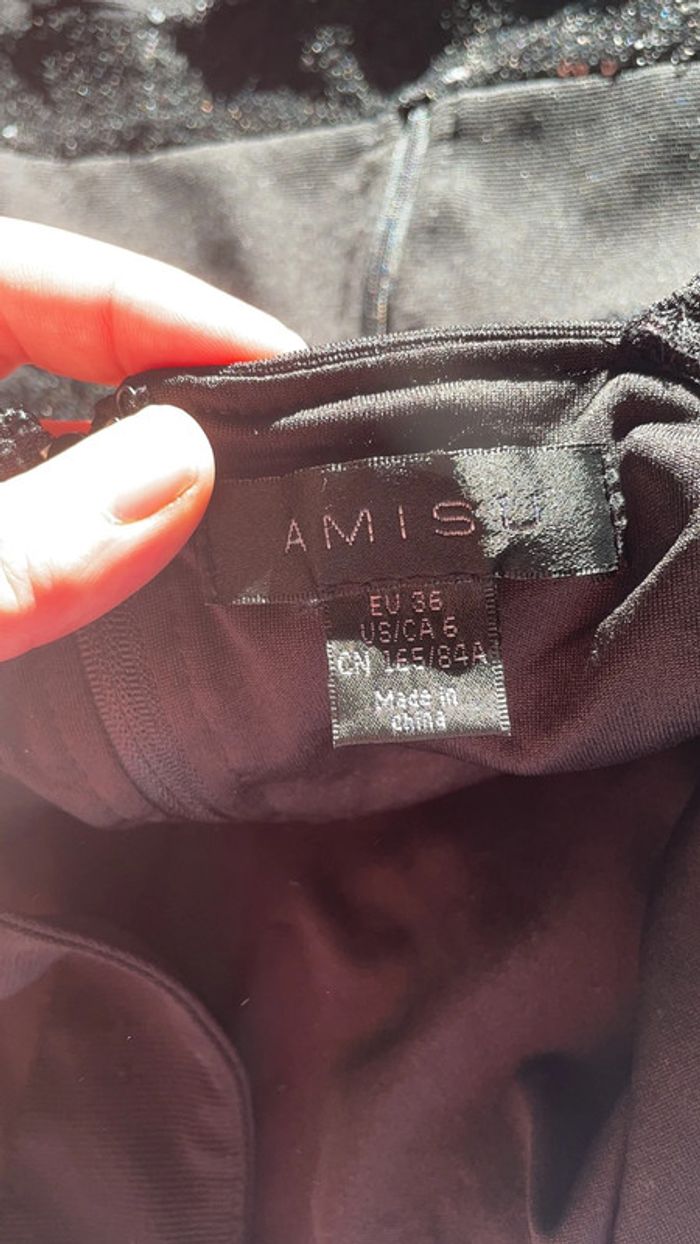 AMISU
EU 36
US/CA 6
CN 165/84A
Made in
china